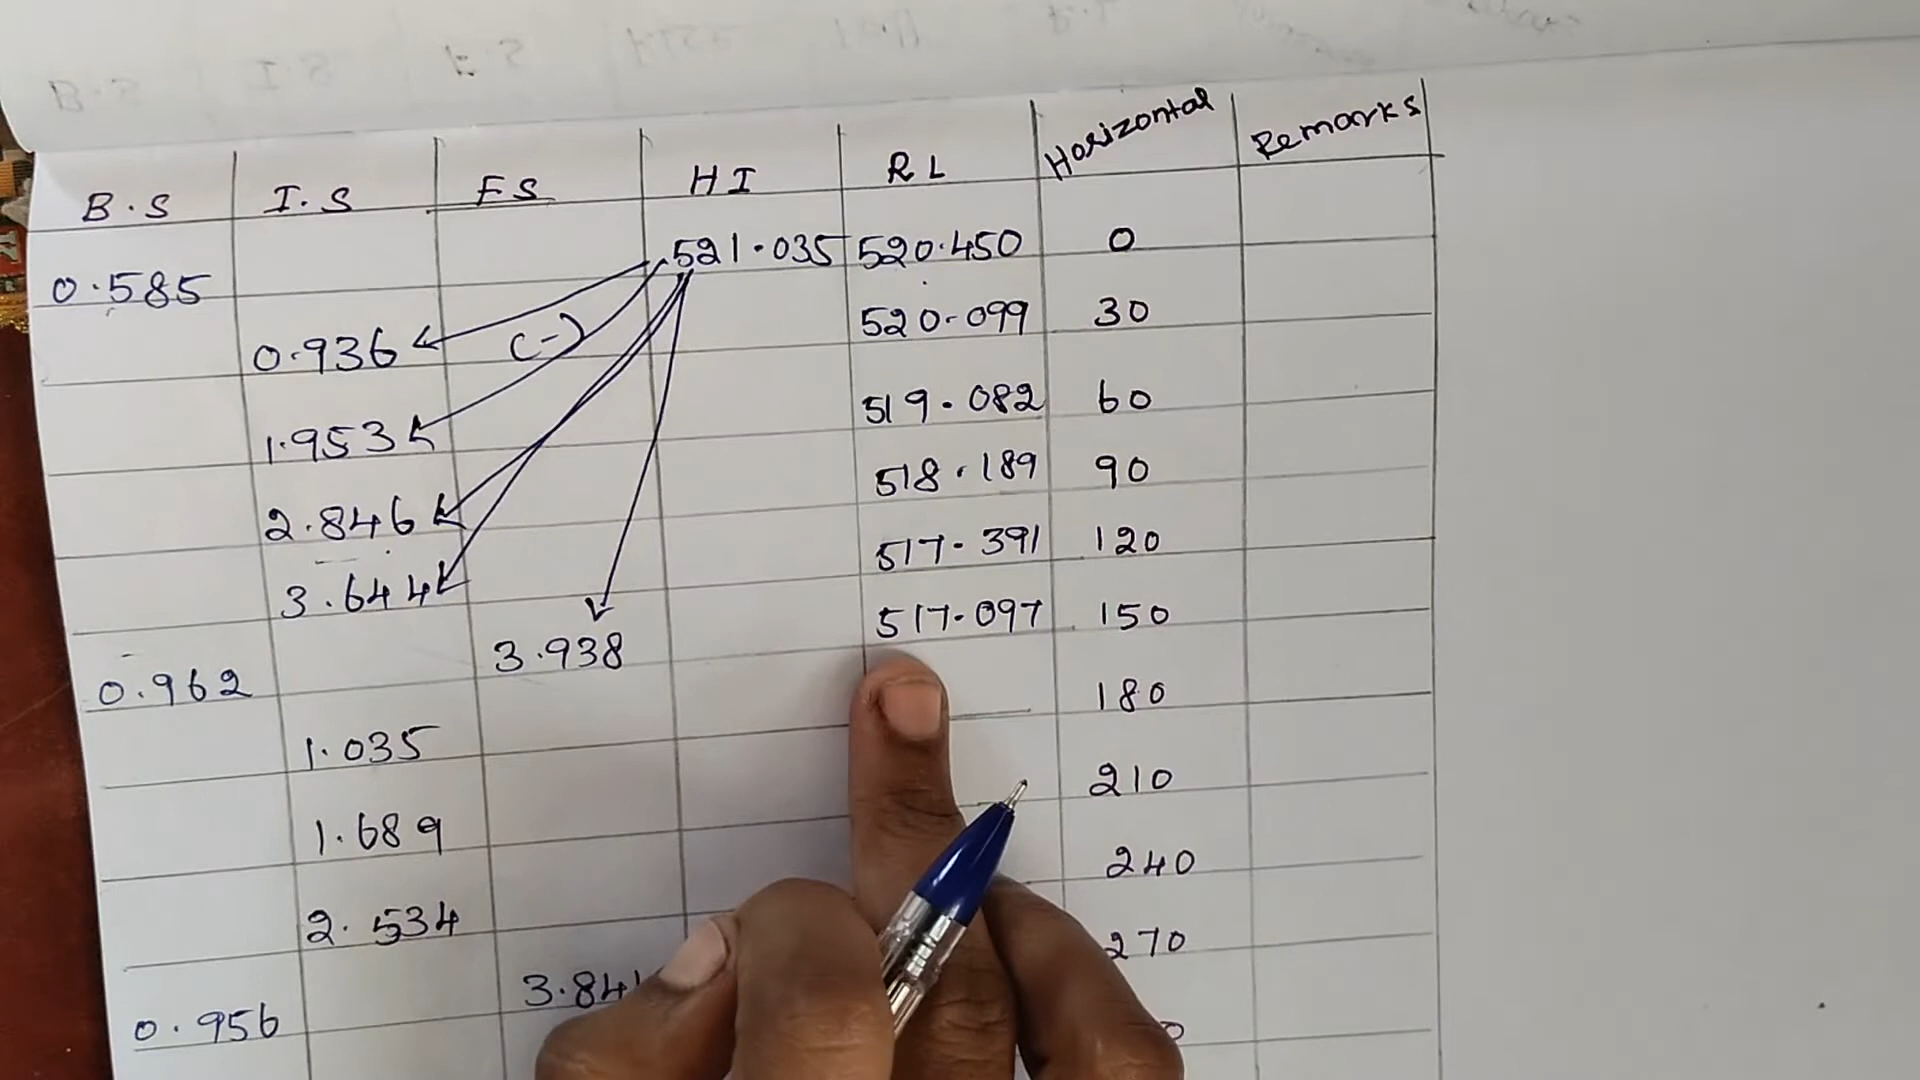 B.S I.S F.S HI RL Horizontal Remarks
0.585 521.035 520.450 0
0.936 (-) 520.099 30
1.953 519.082 60
2.846 518.189 90
3.644 517.391 120
3.938 517.097 150
0.962 180
1.035 210
1.689 240
2.534 270
0.956